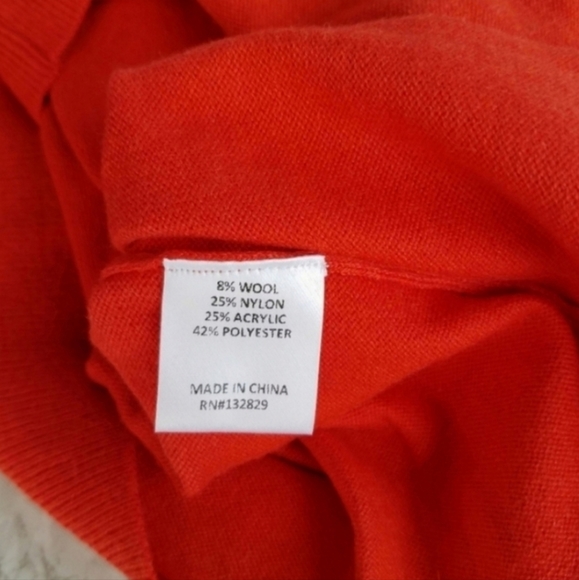 8% WOOL
25% NYLON
25% ACRYLIC
42% POLYESTER
MADE IN CHINA
RN#132829